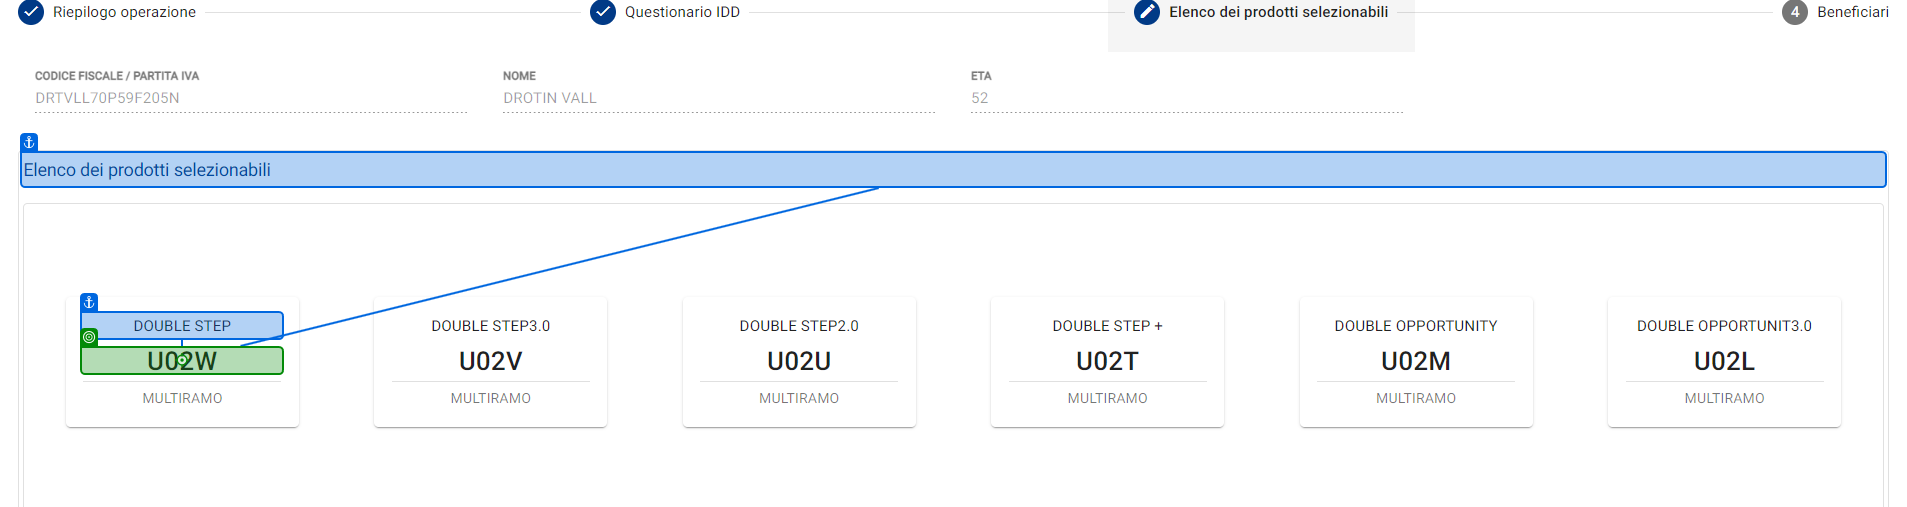 Riepilogo operazione
Questionario IDD
Elenco dei prodotti selezionabili
4 Beneficiari
CODICE FISCALE / PARTITA IVA
DRTVLL70P59F205N
NOME
DROTIN VALL
ETA
52
Elenco dei prodotti selezionabili
DOUBLE STEP
U02W
MULTIRAMO
DOUBLE STEP3.0
U02V
MULTIRAMO
DOUBLE STEP2.0
U02U
MULTIRAMO
DOUBLE STEP +
U02T
MULTIRAMO
DOUBLE OPPORTUNITY
U02M
MULTIRAMO
DOUBLE OPPORTUNIT3.0
U02L
MULTIRAMO